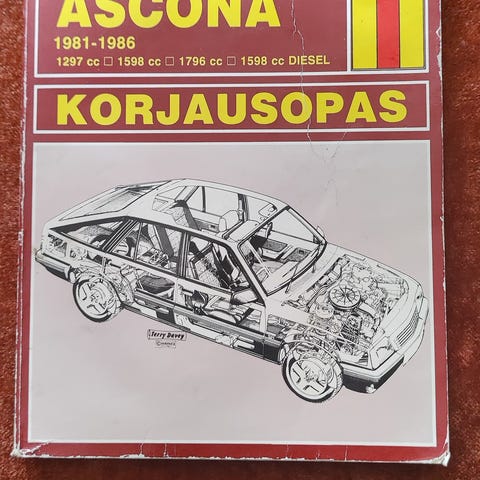 ASCONA
1981-1986
1297 cc □ 1598 cc □ 1796 cc □ 1598 cc DIESEL
KORJAUSOPAS
Terry Davey